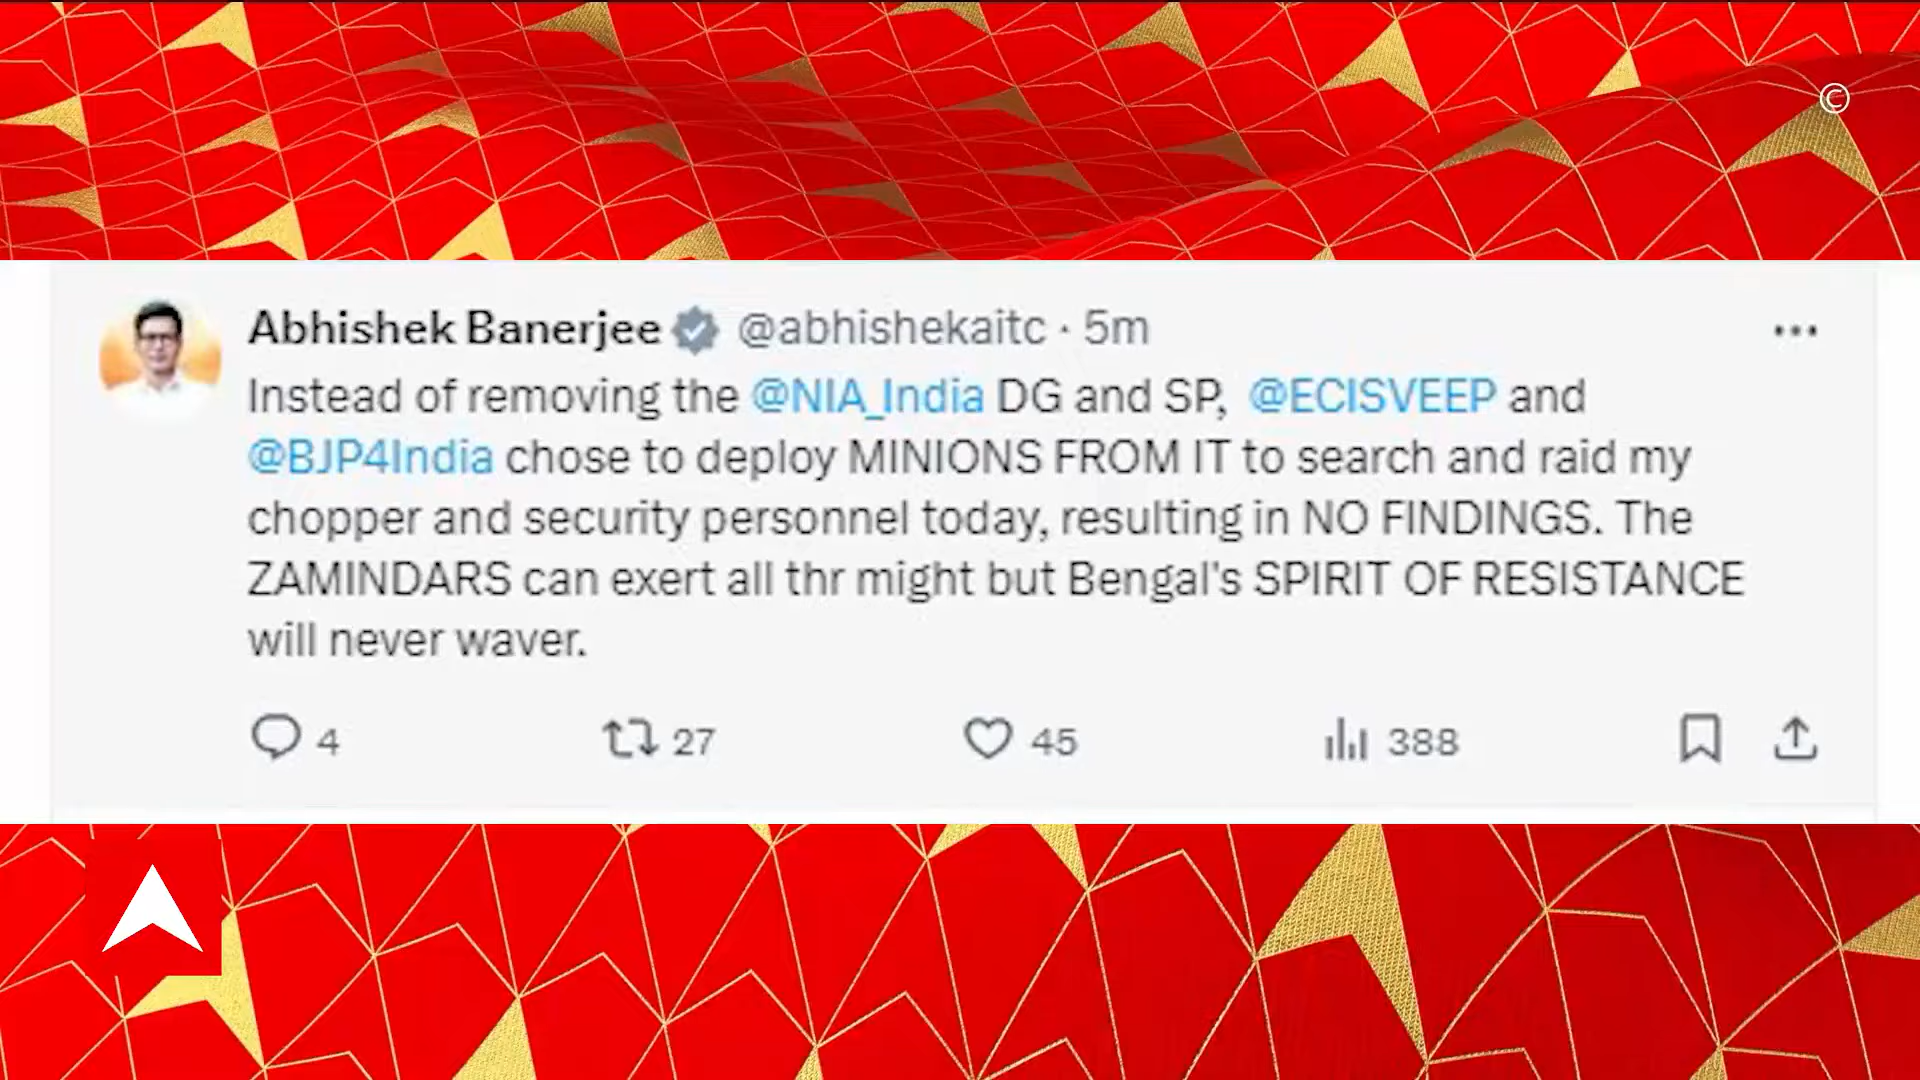 ©
Abhishek Banerjee @abhishekaitc · 5m
Instead of removing the @NIA_India DG and SP, @ECISVEEP and
@BJP4India chose to deploy MINIONS FROM IT to search and raid my
chopper and security personnel today, resulting in NO FINDINGS. The
ZAMINDARS can exert all thr might but Bengal's SPIRIT OF RESISTANCE
will never waver.
4 27 45 388